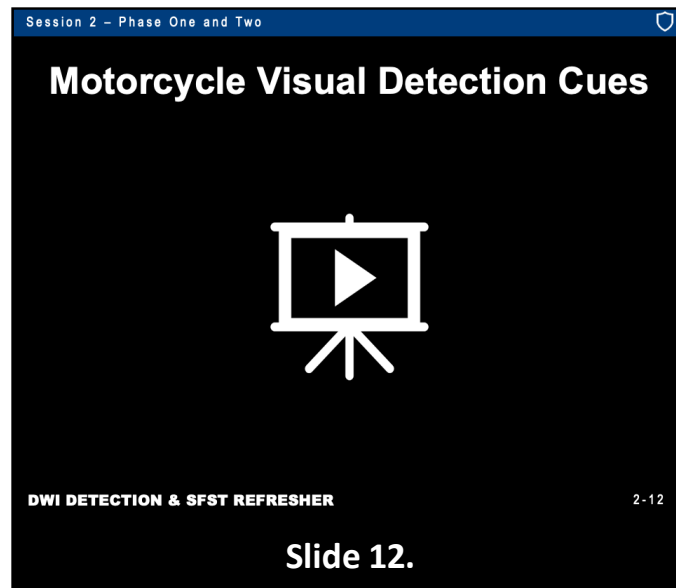 Session 2 – Phase One and Two
Motorcycle Visual Detection Cues
DWI DETECTION & SFST REFRESHER
2-12
Slide 12.